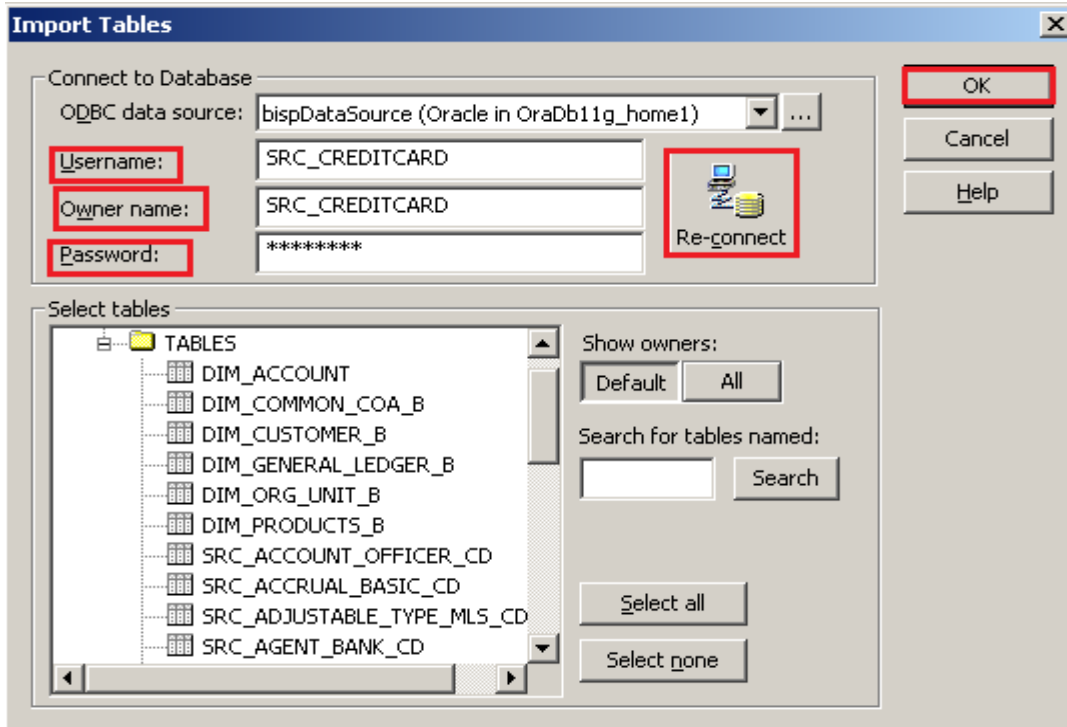 Import Tables
Connect to Database
ODBC data source: bispDataSource (Oracle in OraDb11g_home1) ...
Username: SRC_CREDITCARD
Owner name: SRC_CREDITCARD
Password: ********
Re-connect
OK
Cancel
Help
Select tables
TABLES
DIM_ACCOUNT
DIM_COMMON_COA_B
DIM_CUSTOMER_B
DIM_GENERAL_LEDGER_B
DIM_ORG_UNIT_B
DIM_PRODUCTS_B
SRC_ACCOUNT_OFFICER_CD
SRC_ACCRUAL_BASIC_CD
SRC_ADJUSTABLE_TYPE_MLS_CD
SRC_AGENT_BANK_CD
Show owners:
Default All
Search for tables named:
Search
Select all
Select none